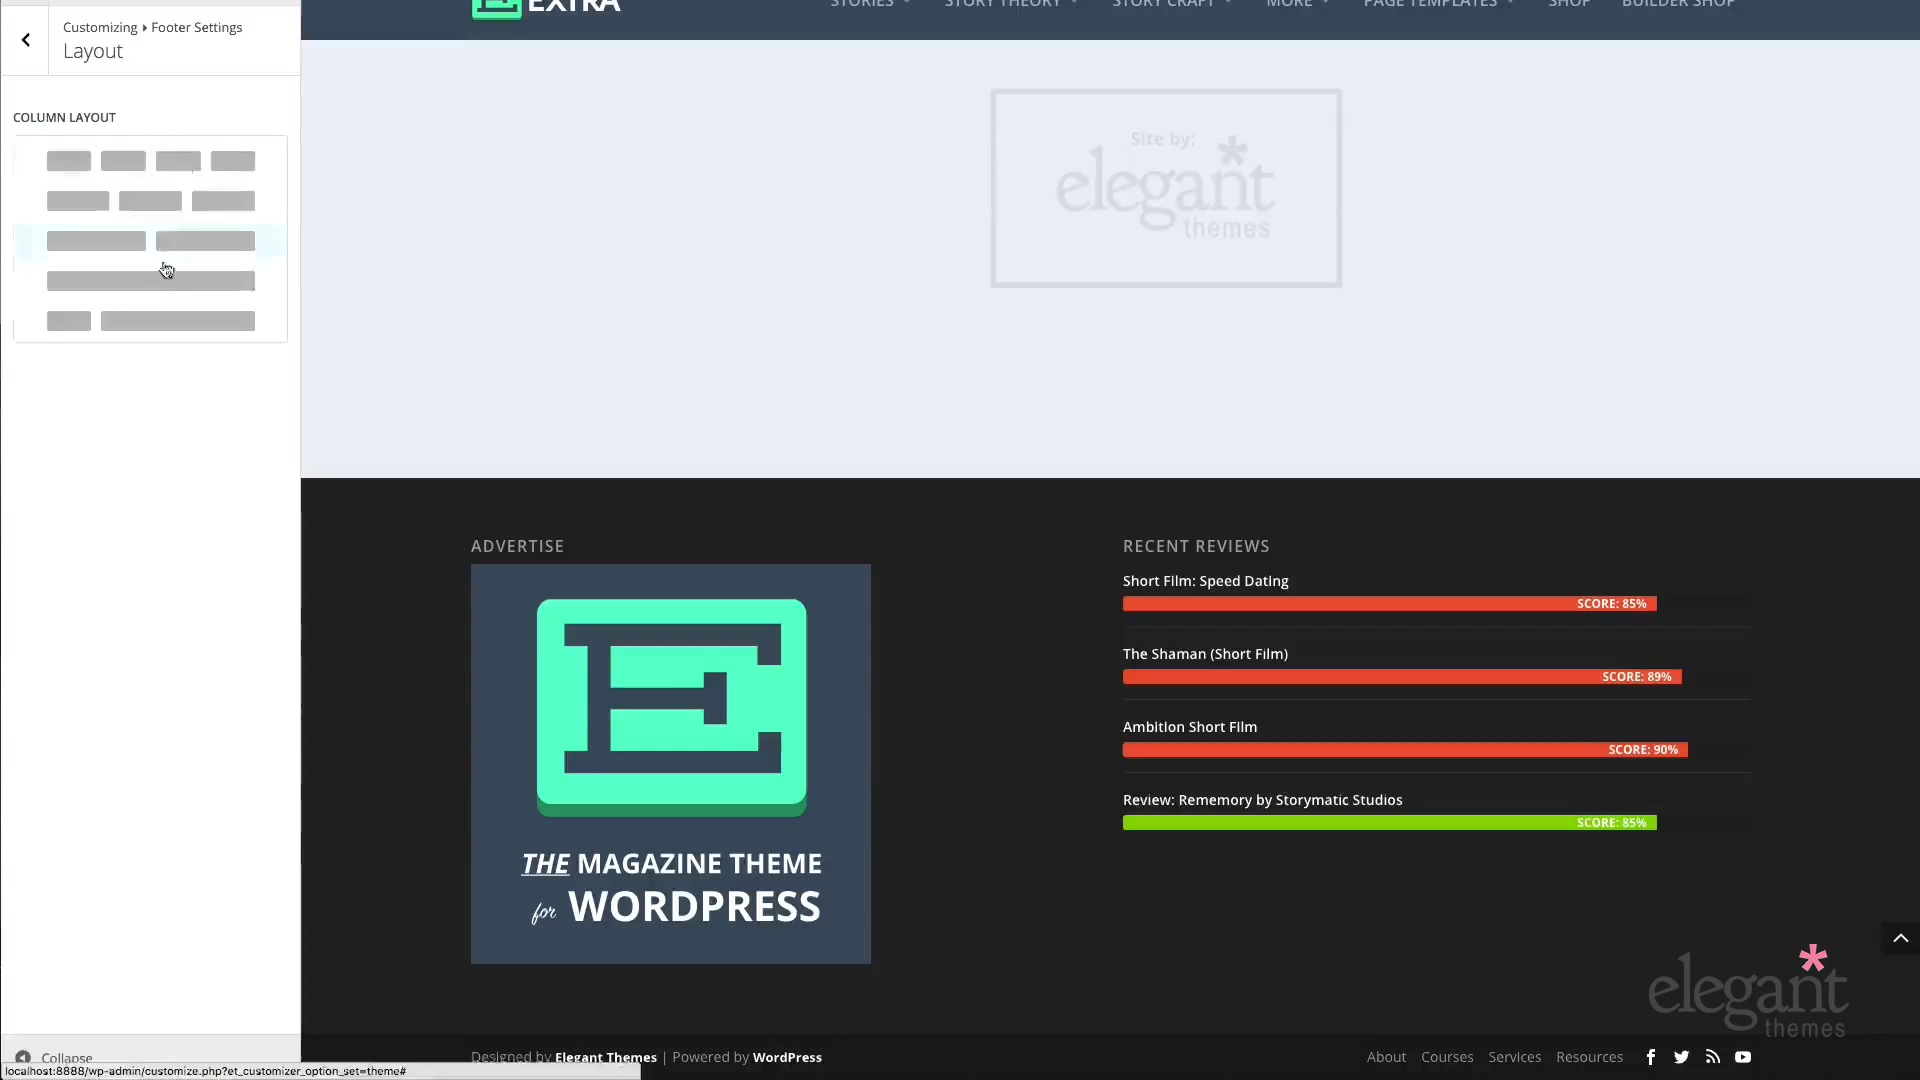 Customizing ▸ Footer Settings
Layout
COLUMN LAYOUT
EXTRA
STORIES
STORY THEORY
STORY CRAFT
MORE
PAGE TEMPLATES
SHOP
BUILDER SHOP
Site by:
elegant
themes
ADVERTISE
THE MAGAZINE THEME
for WORDPRESS
RECENT REVIEWS
Short Film: Speed Dating
SCORE: 85%
The Shaman (Short Film)
SCORE: 89%
Ambition Short Film
SCORE: 90%
Review: Rememory by Storymatic Studios
SCORE: 85%
elegant
themes
Collapse
localhost:8888/wp-admin/customize.php?et_customizer_option_set=theme#
Designed by Elegant Themes | Powered by WordPress
About
Courses
Services
Resources